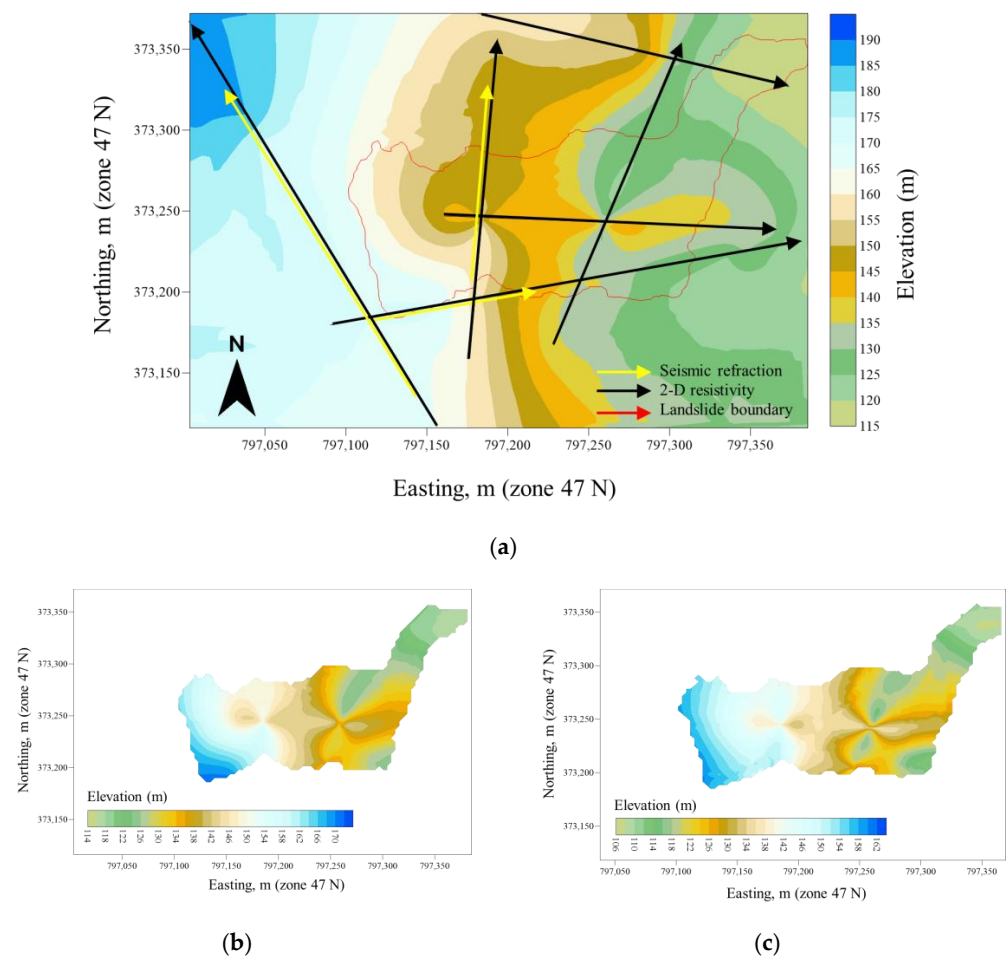 Northing, m (zone 47 N)
373,350
373,300
373,250
373,200
373,150
N
Seismic refraction
2-D resistivity
Landslide boundary
797,050 797,100 797,150 797,200 797,250 797,300 797,350
Easting, m (zone 47 N)
190
185
180
175
170
165
160
155
150
145
140
135
130
125
120
115
Elevation (m)
(a)
Northing, m (zone 47 N)
373,350
373,300
373,250
373,200
373,150
Elevation (m)
114 118 122 126 130 134 138 142 146 150 154 158 162 166 170
797,050 797,100 797,150 797,200 797,250 797,300 797,350
Easting, m (zone 47 N)
(b)
Northing, m (zone 47 N)
373,350
373,300
373,250
373,200
373,150
Elevation (m)
106 110 114 118 122 126 130 134 138 142 146 150 154 158 162
797,050 797,100 797,150 797,200 797,250 797,300 797,350
Easting, m (zone 47 N)
(c)